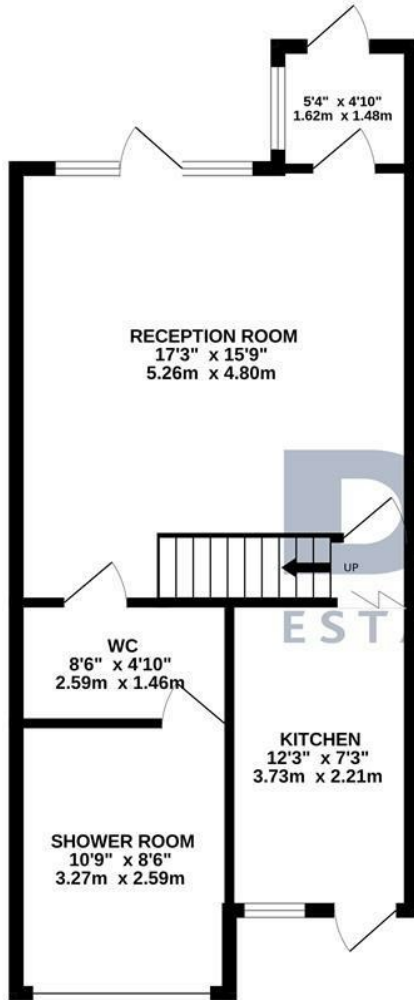 5'4" x 4'10"
1.62m x 1.48m
RECEPTION ROOM
17'3" x 15'9"
5.26m x 4.80m
UP
WC
8'6" x 4'10"
2.59m x 1.46m
KITCHEN
12'3" x 7'3"
3.73m x 2.21m
SHOWER ROOM
10'9" x 8'6"
3.27m x 2.59m